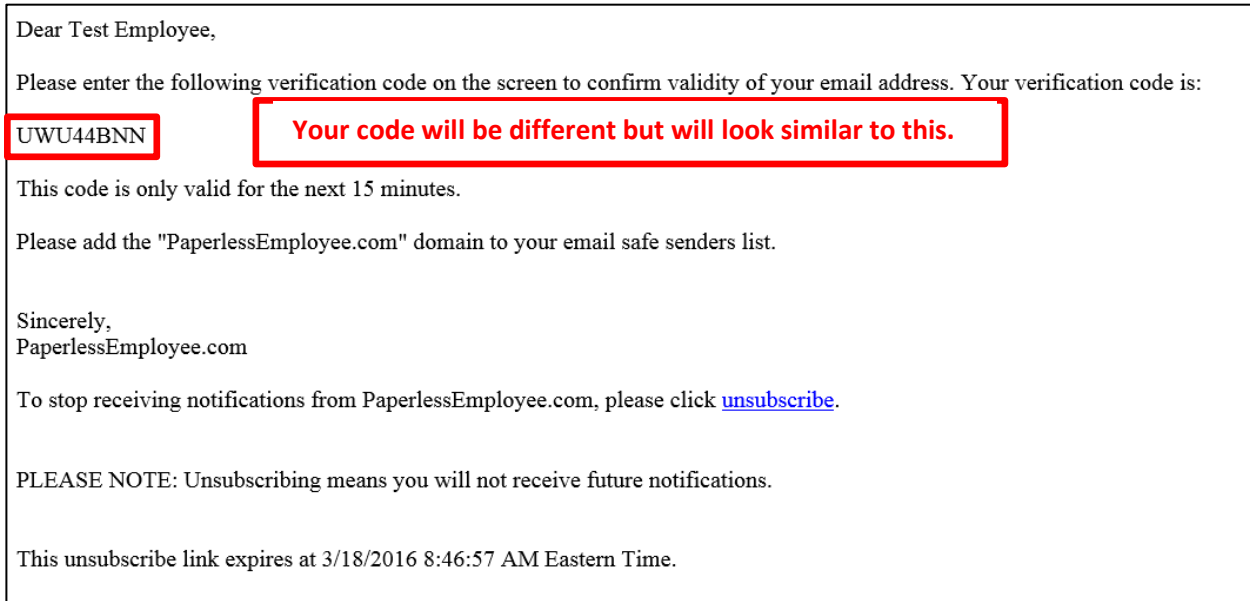 Dear Test Employee,
Please enter the following verification code on the screen to confirm validity of your email address. Your verification code is:
UWU44BNN
Your code will be different but will look similar to this.
This code is only valid for the next 15 minutes.
Please add the "PaperlessEmployee.com" domain to your email safe senders list.
Sincerely,
PaperlessEmployee.com
To stop receiving notifications from PaperlessEmployee.com, please click unsubscribe.
PLEASE NOTE: Unsubscribing means you will not receive future notifications.
This unsubscribe link expires at 3/18/2016 8:46:57 AM Eastern Time.